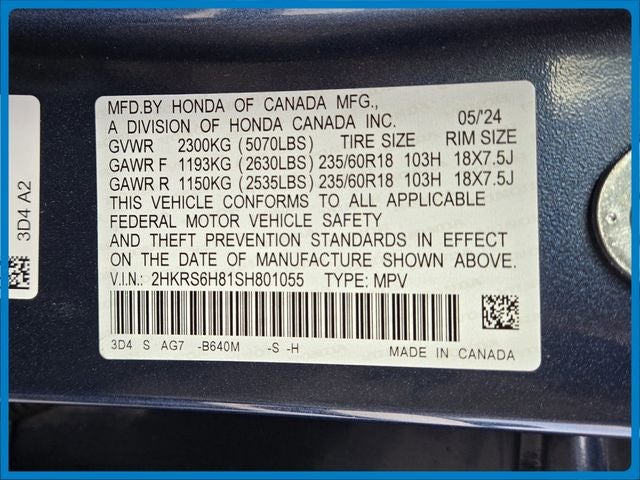 MFD.BY HONDA OF CANADA MFG.,
A DIVISION OF HONDA CANADA INC. 05/'24
GVWR 2300KG (5070LBS) TIRE SIZE RIM SIZE
GAWR F 1193KG (2630LBS) 235/60R18 103H 18X7.5J
GAWR R 1150KG (2535LBS) 235/60R18 103H 18X7.5J
THIS VEHICLE CONFORMS TO ALL APPLICABLE
FEDERAL MOTOR VEHICLE SAFETY
AND THEFT PREVENTION STANDARDS IN EFFECT
ON THE DATE OF MANUFACTURE SHOWN ABOVE.
V.I.N.: 2HKRS6H81SH801055 TYPE: MPV
3D4 S AG7 -B640M -S -H MADE IN CANADA
3D4 A2